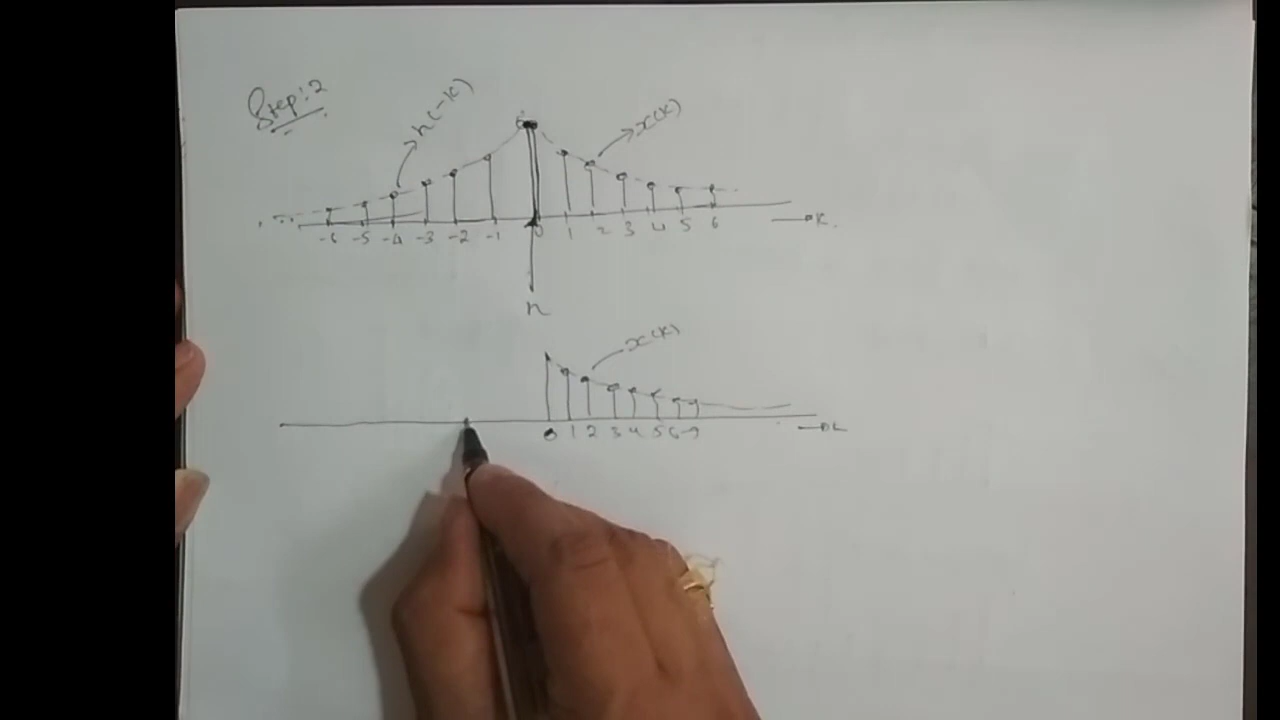 Step:2
h(-k)
x(k)
-6 -5 -4 -3 -2 -1 0 1 2 3 4 5 6
k
n
x(k)
0 1 2 3 4 5 6